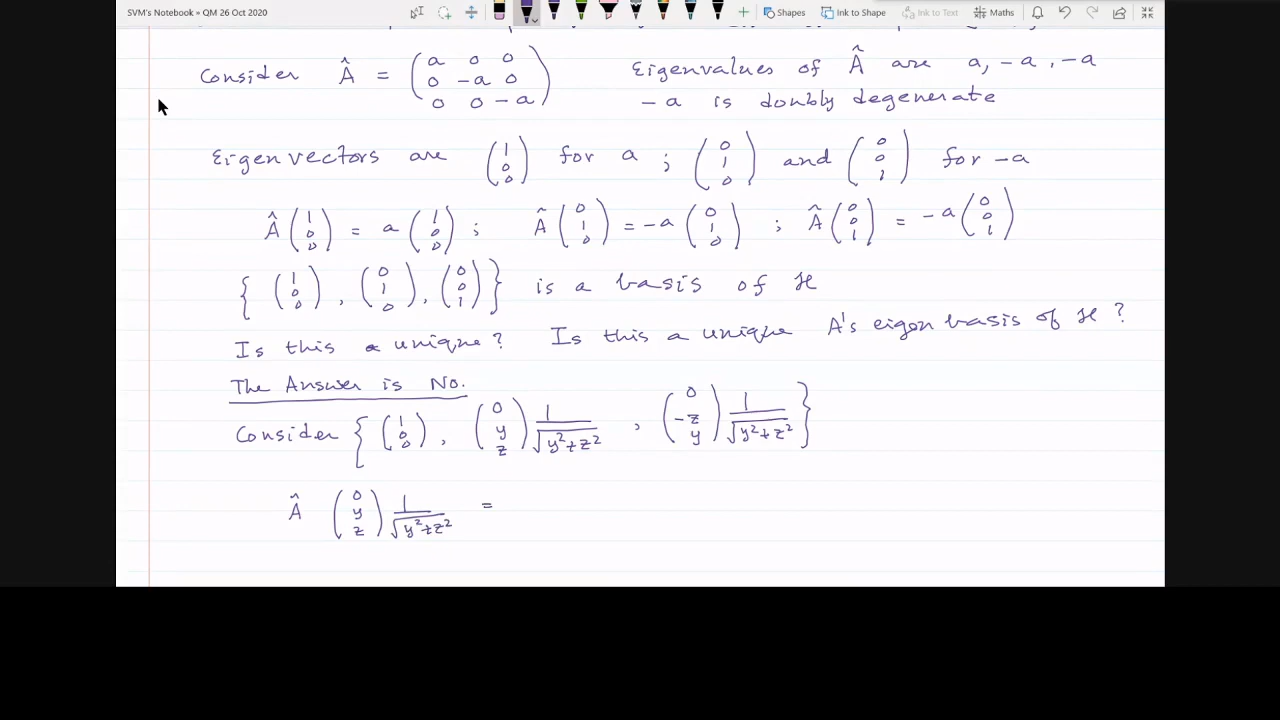 SVM's Notebook » QM 26 Oct 2020
Shapes Ink to Shape Ink to Text Maths
Consider Â = (a 0 0; 0 -a 0; 0 0 -a) Eigenvalues of Â are a, -a, -a
-a is doubly degenerate
Eigenvectors are (1 0 0) for a ; (0 1 0) and (0 0 1) for -a
Â (1 0 0) = a (1 0 0) ; Â (0 1 0) = -a (0 1 0) ; Â (0 0 1) = -a (0 0 1)
{ (1 0 0), (0 1 0), (0 0 1) } is a basis of ℋ
Is this a unique? Is this a unique A's eigen basis of ℋ ?
The Answer is No.
Consider { (1 0 0), (0 y z) 1/√(y²+z²) , (0 -z y) 1/√(y²+z²) }
Â (0 y z) 1/√(y²+z²) =